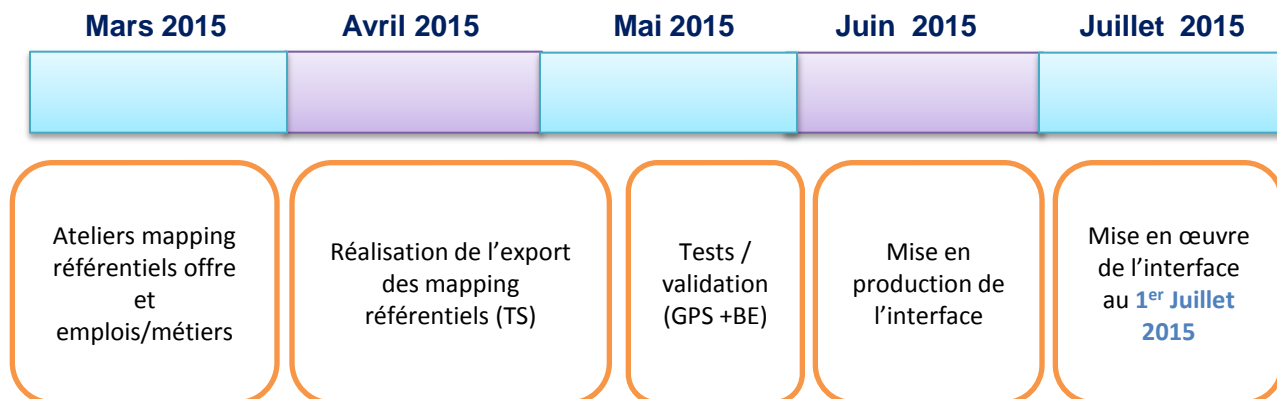 Mars 2015
Avril 2015
Mai 2015
Juin 2015
Juillet 2015
Ateliers mapping
référentiels offre
et
emplois/métiers
Réalisation de l’export
des mapping
référentiels (TS)
Tests /
validation
(GPS +BE)
Mise en
production de
l’interface
Mise en œuvre
de l’interface
au 1er Juillet
2015